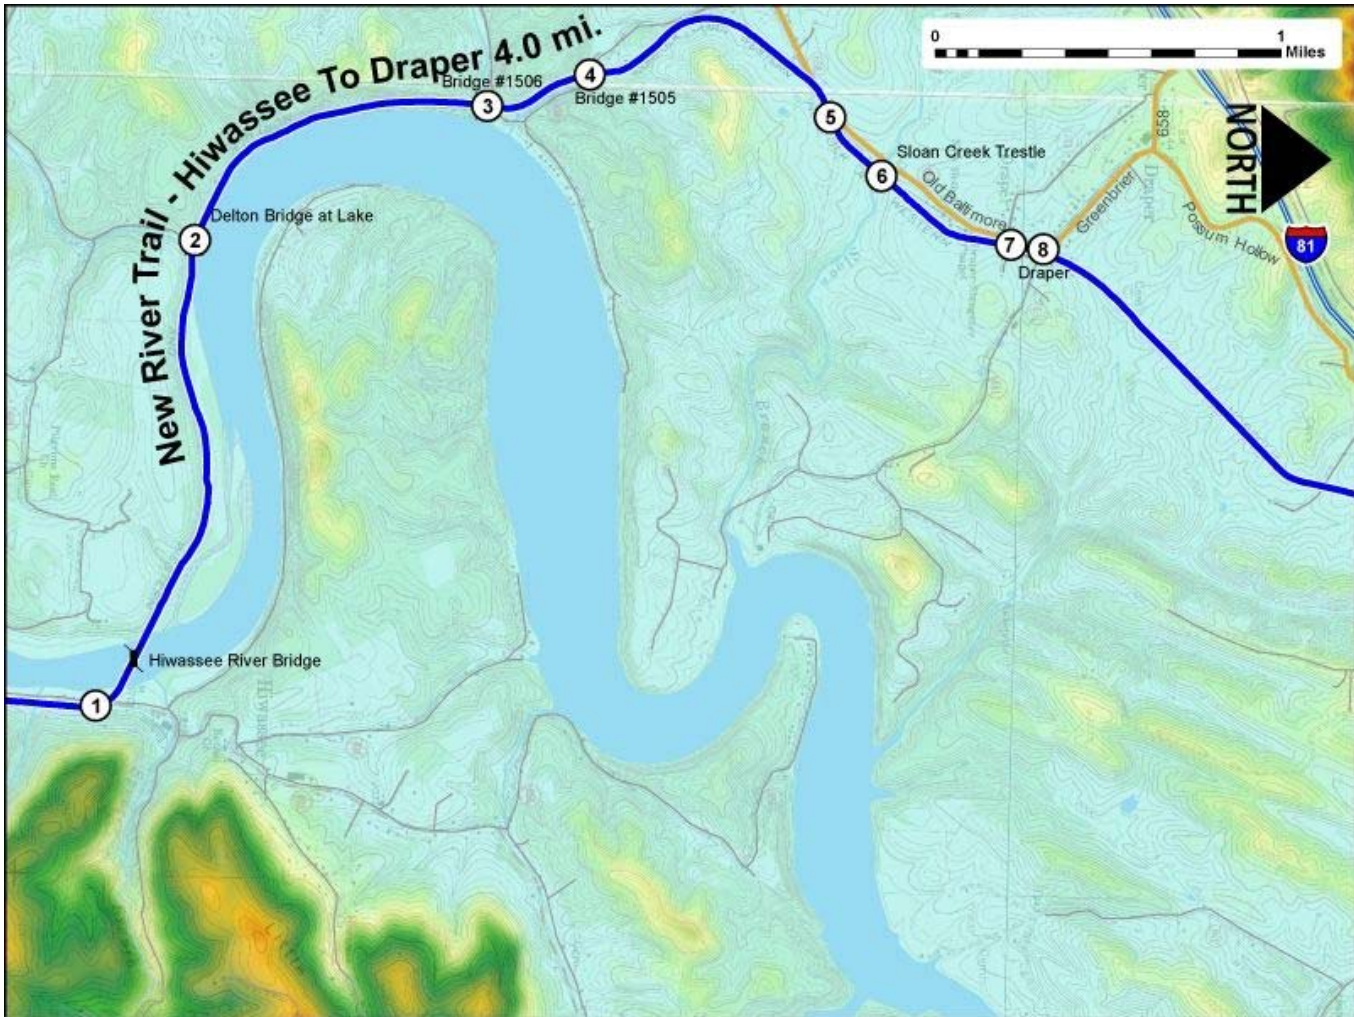 New River Trail - Hiwassee To Draper 4.0 mi.
0 1
Miles
NORTH
81
Bridge #1506
3
4
Bridge #1505
5
Sloan Creek Trestle
6
Old Baltimore
7
8
Draper
Greenbrier
658
Possum Hollow
Draper
Delton Bridge at Lake
2
Hiwassee River Bridge
1
Hiwassee